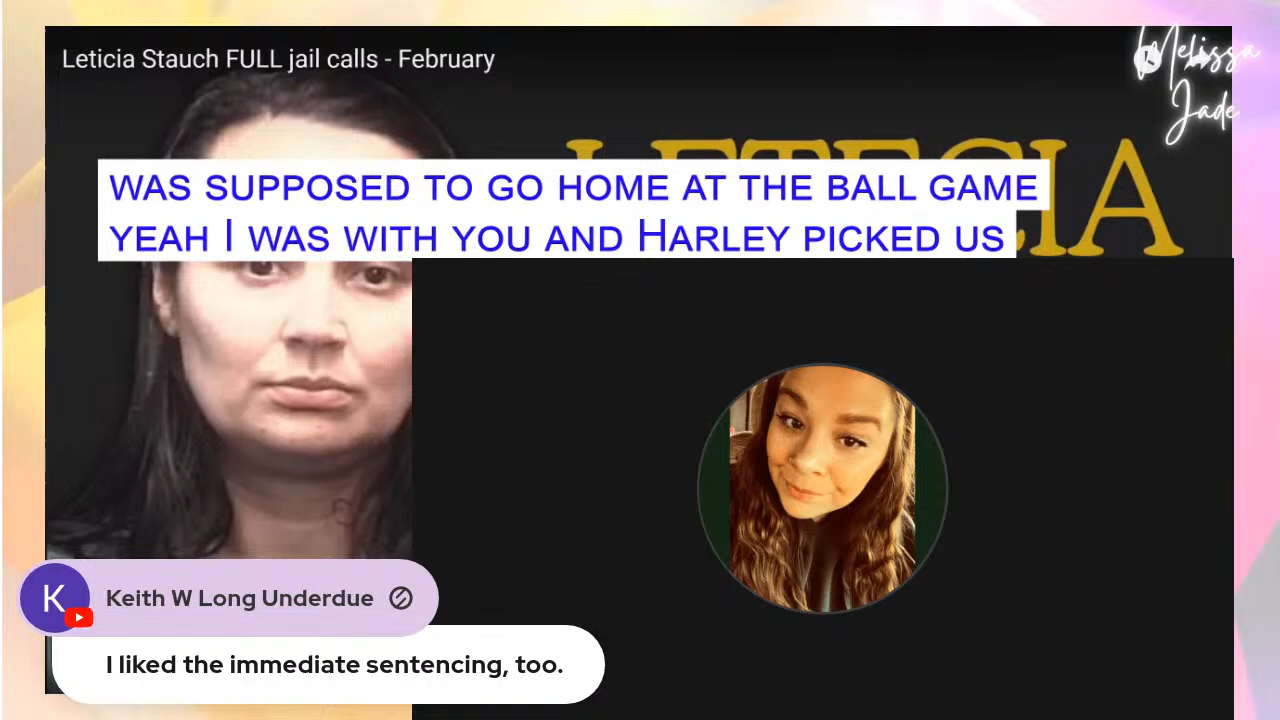 Leticia Stauch FULL jail calls - February
Melissa
Jade
LETECIA
WAS SUPPOSED TO GO HOME AT THE BALL GAME
YEAH I WAS WITH YOU AND HARLEY PICKED US
K
Keith W Long Underdue
I liked the immediate sentencing, too.